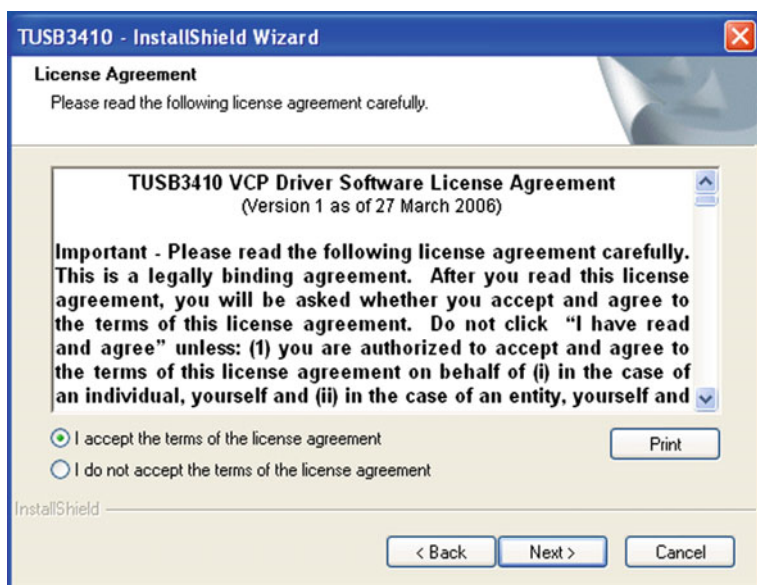 TUSB3410 - InstallShield Wizard
License Agreement
Please read the following license agreement carefully.
TUSB3410 VCP Driver Software License Agreement
(Version 1 as of 27 March 2006)
Important - Please read the following license agreement carefully.
This is a legally binding agreement. After you read this license
agreement, you will be asked whether you accept and agree to
the terms of this license agreement. Do not click “I have read
and agree” unless: (1) you are authorized to accept and agree to
the terms of this license agreement on behalf of (i) in the case of
an individual, yourself and (ii) in the case of an entity, yourself and
I accept the terms of the license agreement
Print
I do not accept the terms of the license agreement
InstallShield
< Back
Next >
Cancel